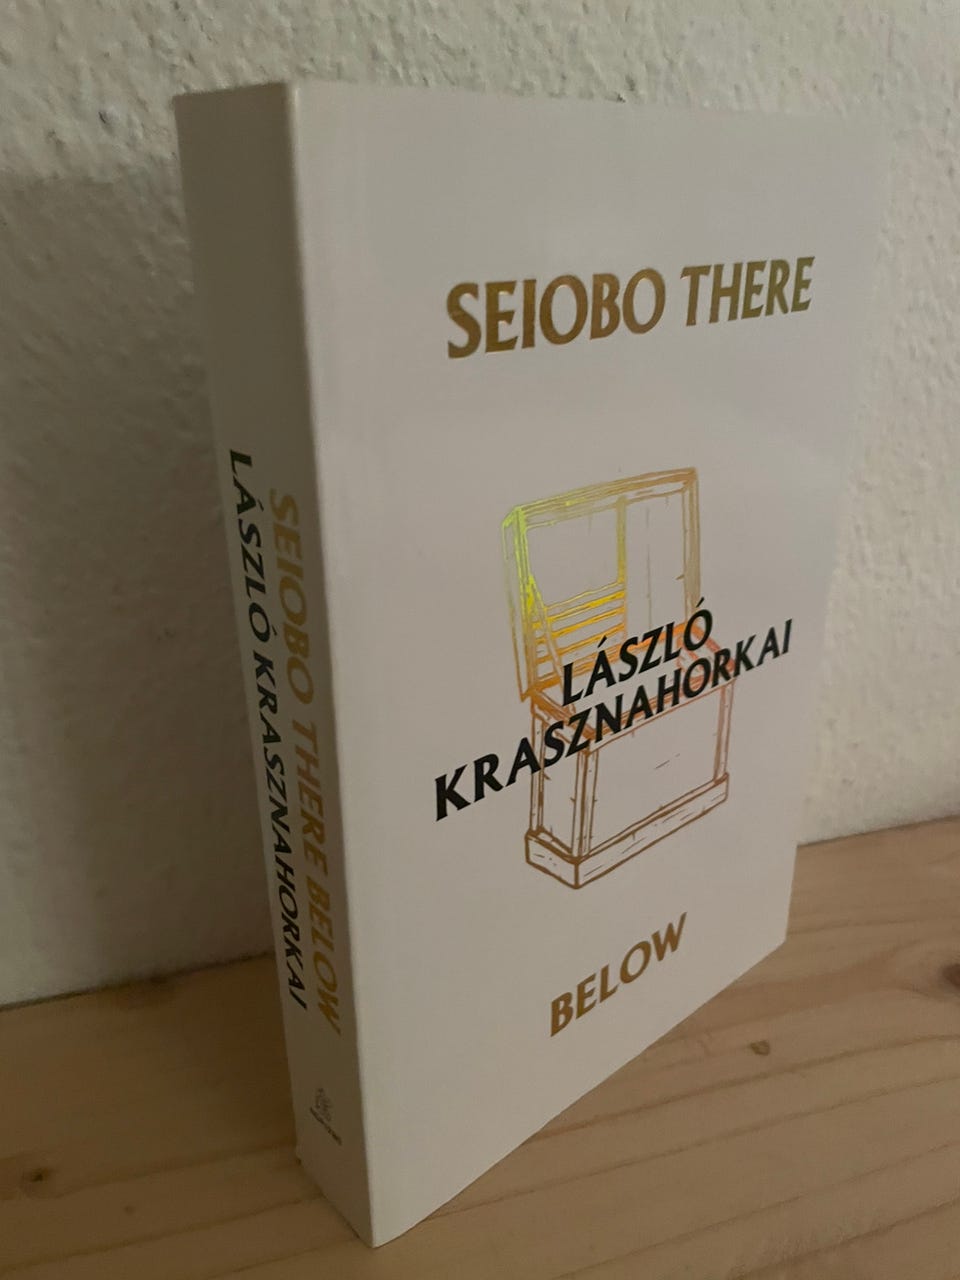 SEIOBO THERE
LÁSZLÓ
KRASZNAHORKAI
BELOW
SEIOBO THERE BELOW
LÁSZLÓ KRASZNAHORKAI